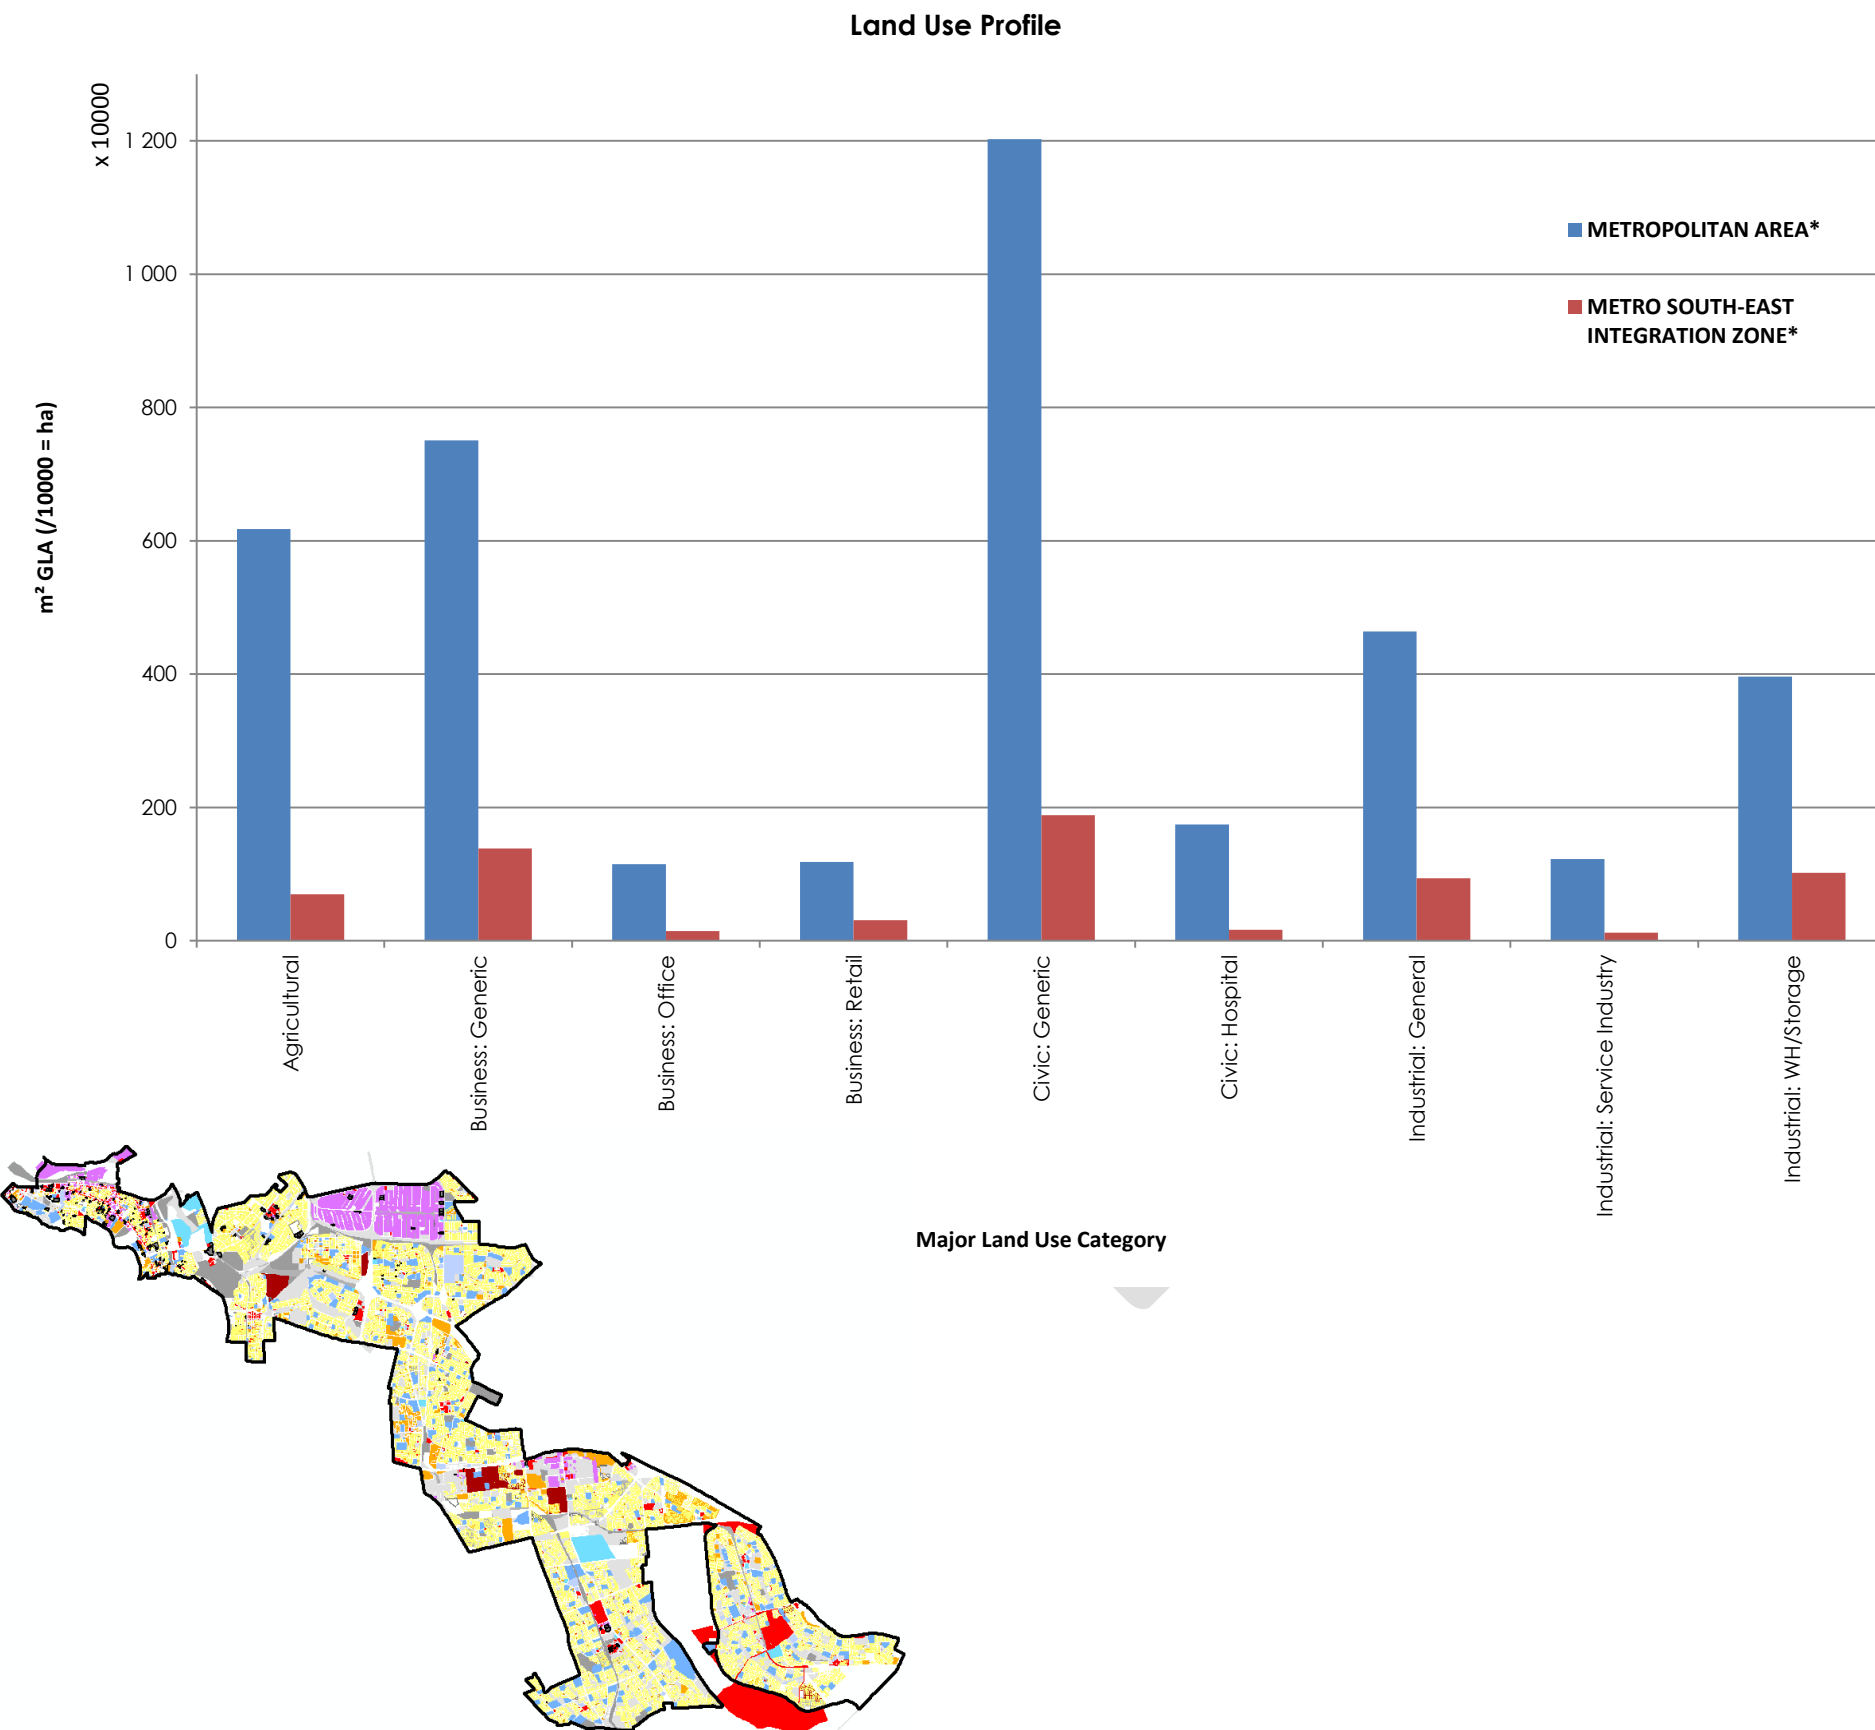 Land Use Profile
x 10000
1 200
1 000
800
600
400
200
0
m² GLA (/10000 = ha)
METROPOLITAN AREA*
METRO SOUTH-EAST
INTEGRATION ZONE*
Agricultural
Business: Generic
Business: Office
Business: Retail
Civic: Generic
Civic: Hospital
Industrial: General
Industrial: Service Industry
Industrial: WH/Storage
Major Land Use Category